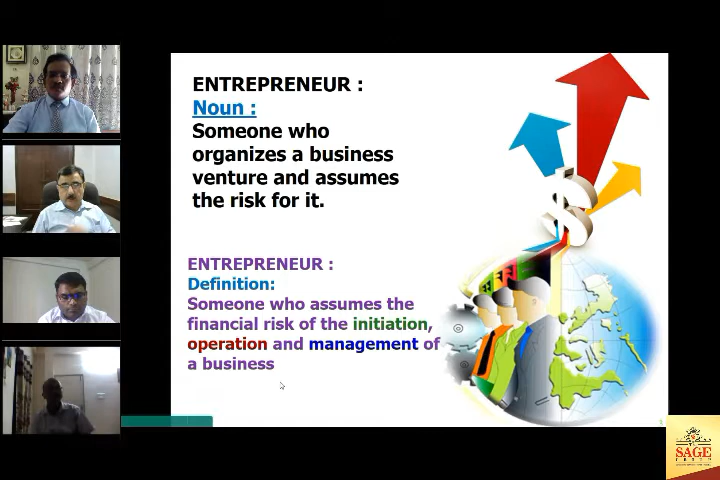 ENTREPRENEUR :
Noun :
Someone who
organizes a business
venture and assumes
the risk for it.
ENTREPRENEUR :
Definition:
Someone who assumes the
financial risk of the initiation,
operation and management of
a business
$
SAGE